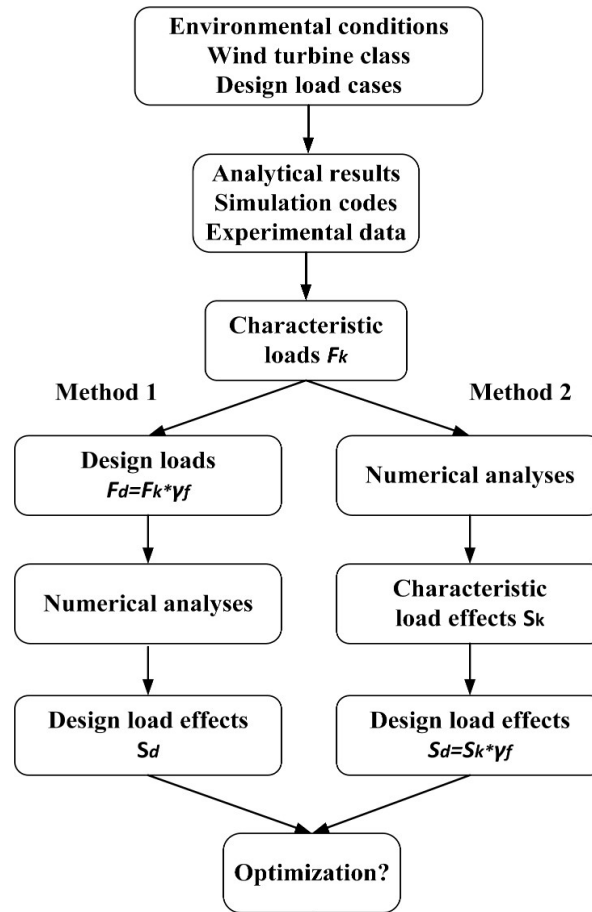 Environmental conditions
Wind turbine class
Design load cases
Analytical results
Simulation codes
Experimental data
Characteristic
loads Fk
Method 1
Method 2
Design loads
Fd=Fk*γf
Numerical analyses
Numerical analyses
Characteristic
load effects Sk
Design load effects
Sd
Design load effects
Sd=Sk*γf
Optimization?